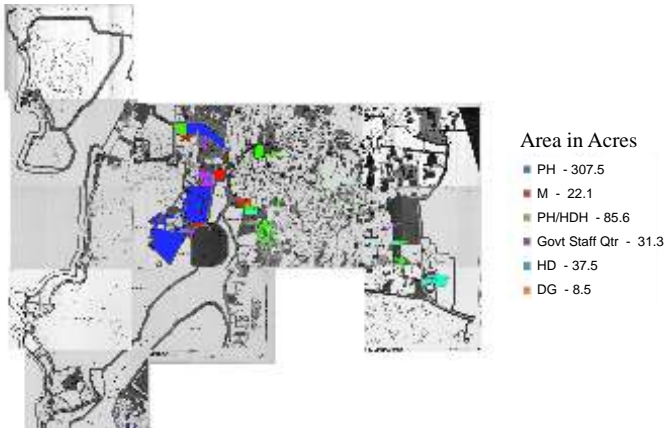 Area in Acres
PH - 307.5
M - 22.1
PH/HDH - 85.6
Govt Staff Qtr - 31.3
HD - 37.5
DG - 8.5